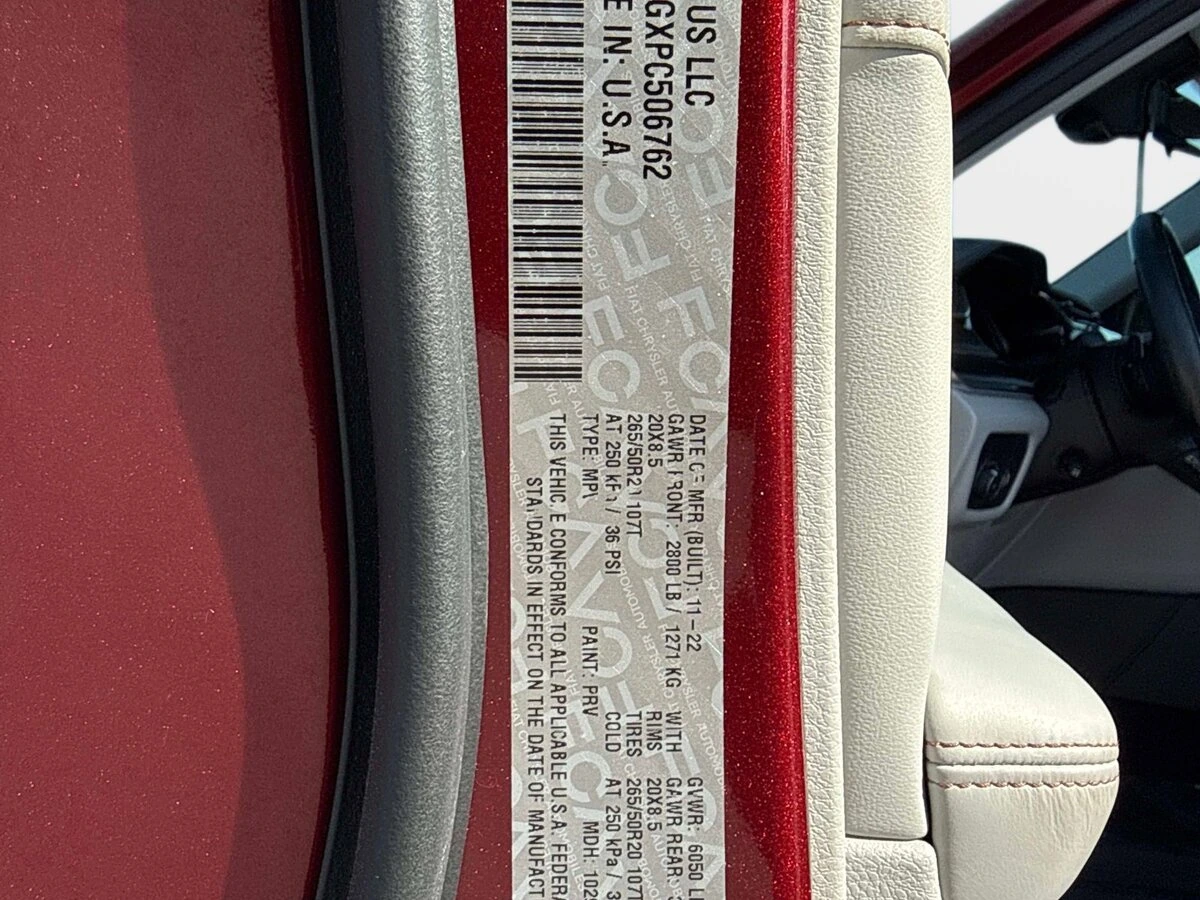 US LLC
GXPC506762
E IN: U.S.A.
DATE OF MFR (BUILT): 11-22 GVWR: 6050
GAWR FRONT: 2800 LB / 1271 KG WITH GAWR REAR:
20X8.5 RIMS 20X8.5
265/50R20 107T TIRES 265/50R20 107T
AT 250 kPa / 36 PSI COLD AT 250 kPa / 3
TYPE: MPV PAINT: PRV MDH: 102
THIS VEHICLE CONFORMS TO ALL APPLICABLE U.S.A. FEDERA
STANDARDS IN EFFECT ON THE DATE OF MANUFACT